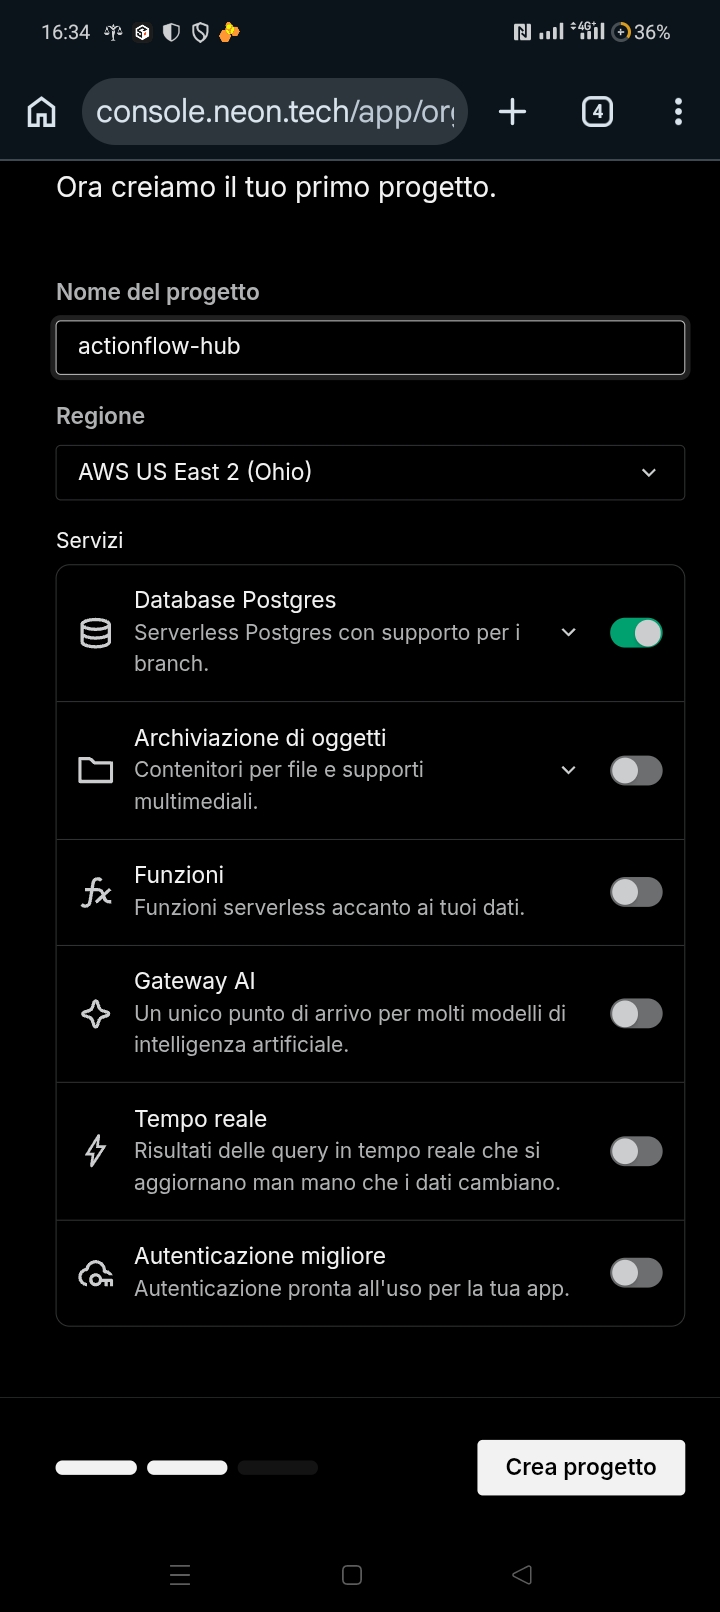 16:34
4G+
36%
console.neon.tech/app/org
4
Ora creiamo il tuo primo progetto.
Nome del progetto
actionflow-hub
Regione
AWS US East 2 (Ohio)
Servizi
Database Postgres
Serverless Postgres con supporto per i
branch.
Archiviazione di oggetti
Contenitori per file e supporti
multimediali.
Funzioni
Funzioni serverless accanto ai tuoi dati.
Gateway AI
Un unico punto di arrivo per molti modelli di
intelligenza artificiale.
Tempo reale
Risultati delle query in tempo reale che si
aggiornano man mano che i dati cambiano.
Autenticazione migliore
Autenticazione pronta all'uso per la tua app.
Crea progetto